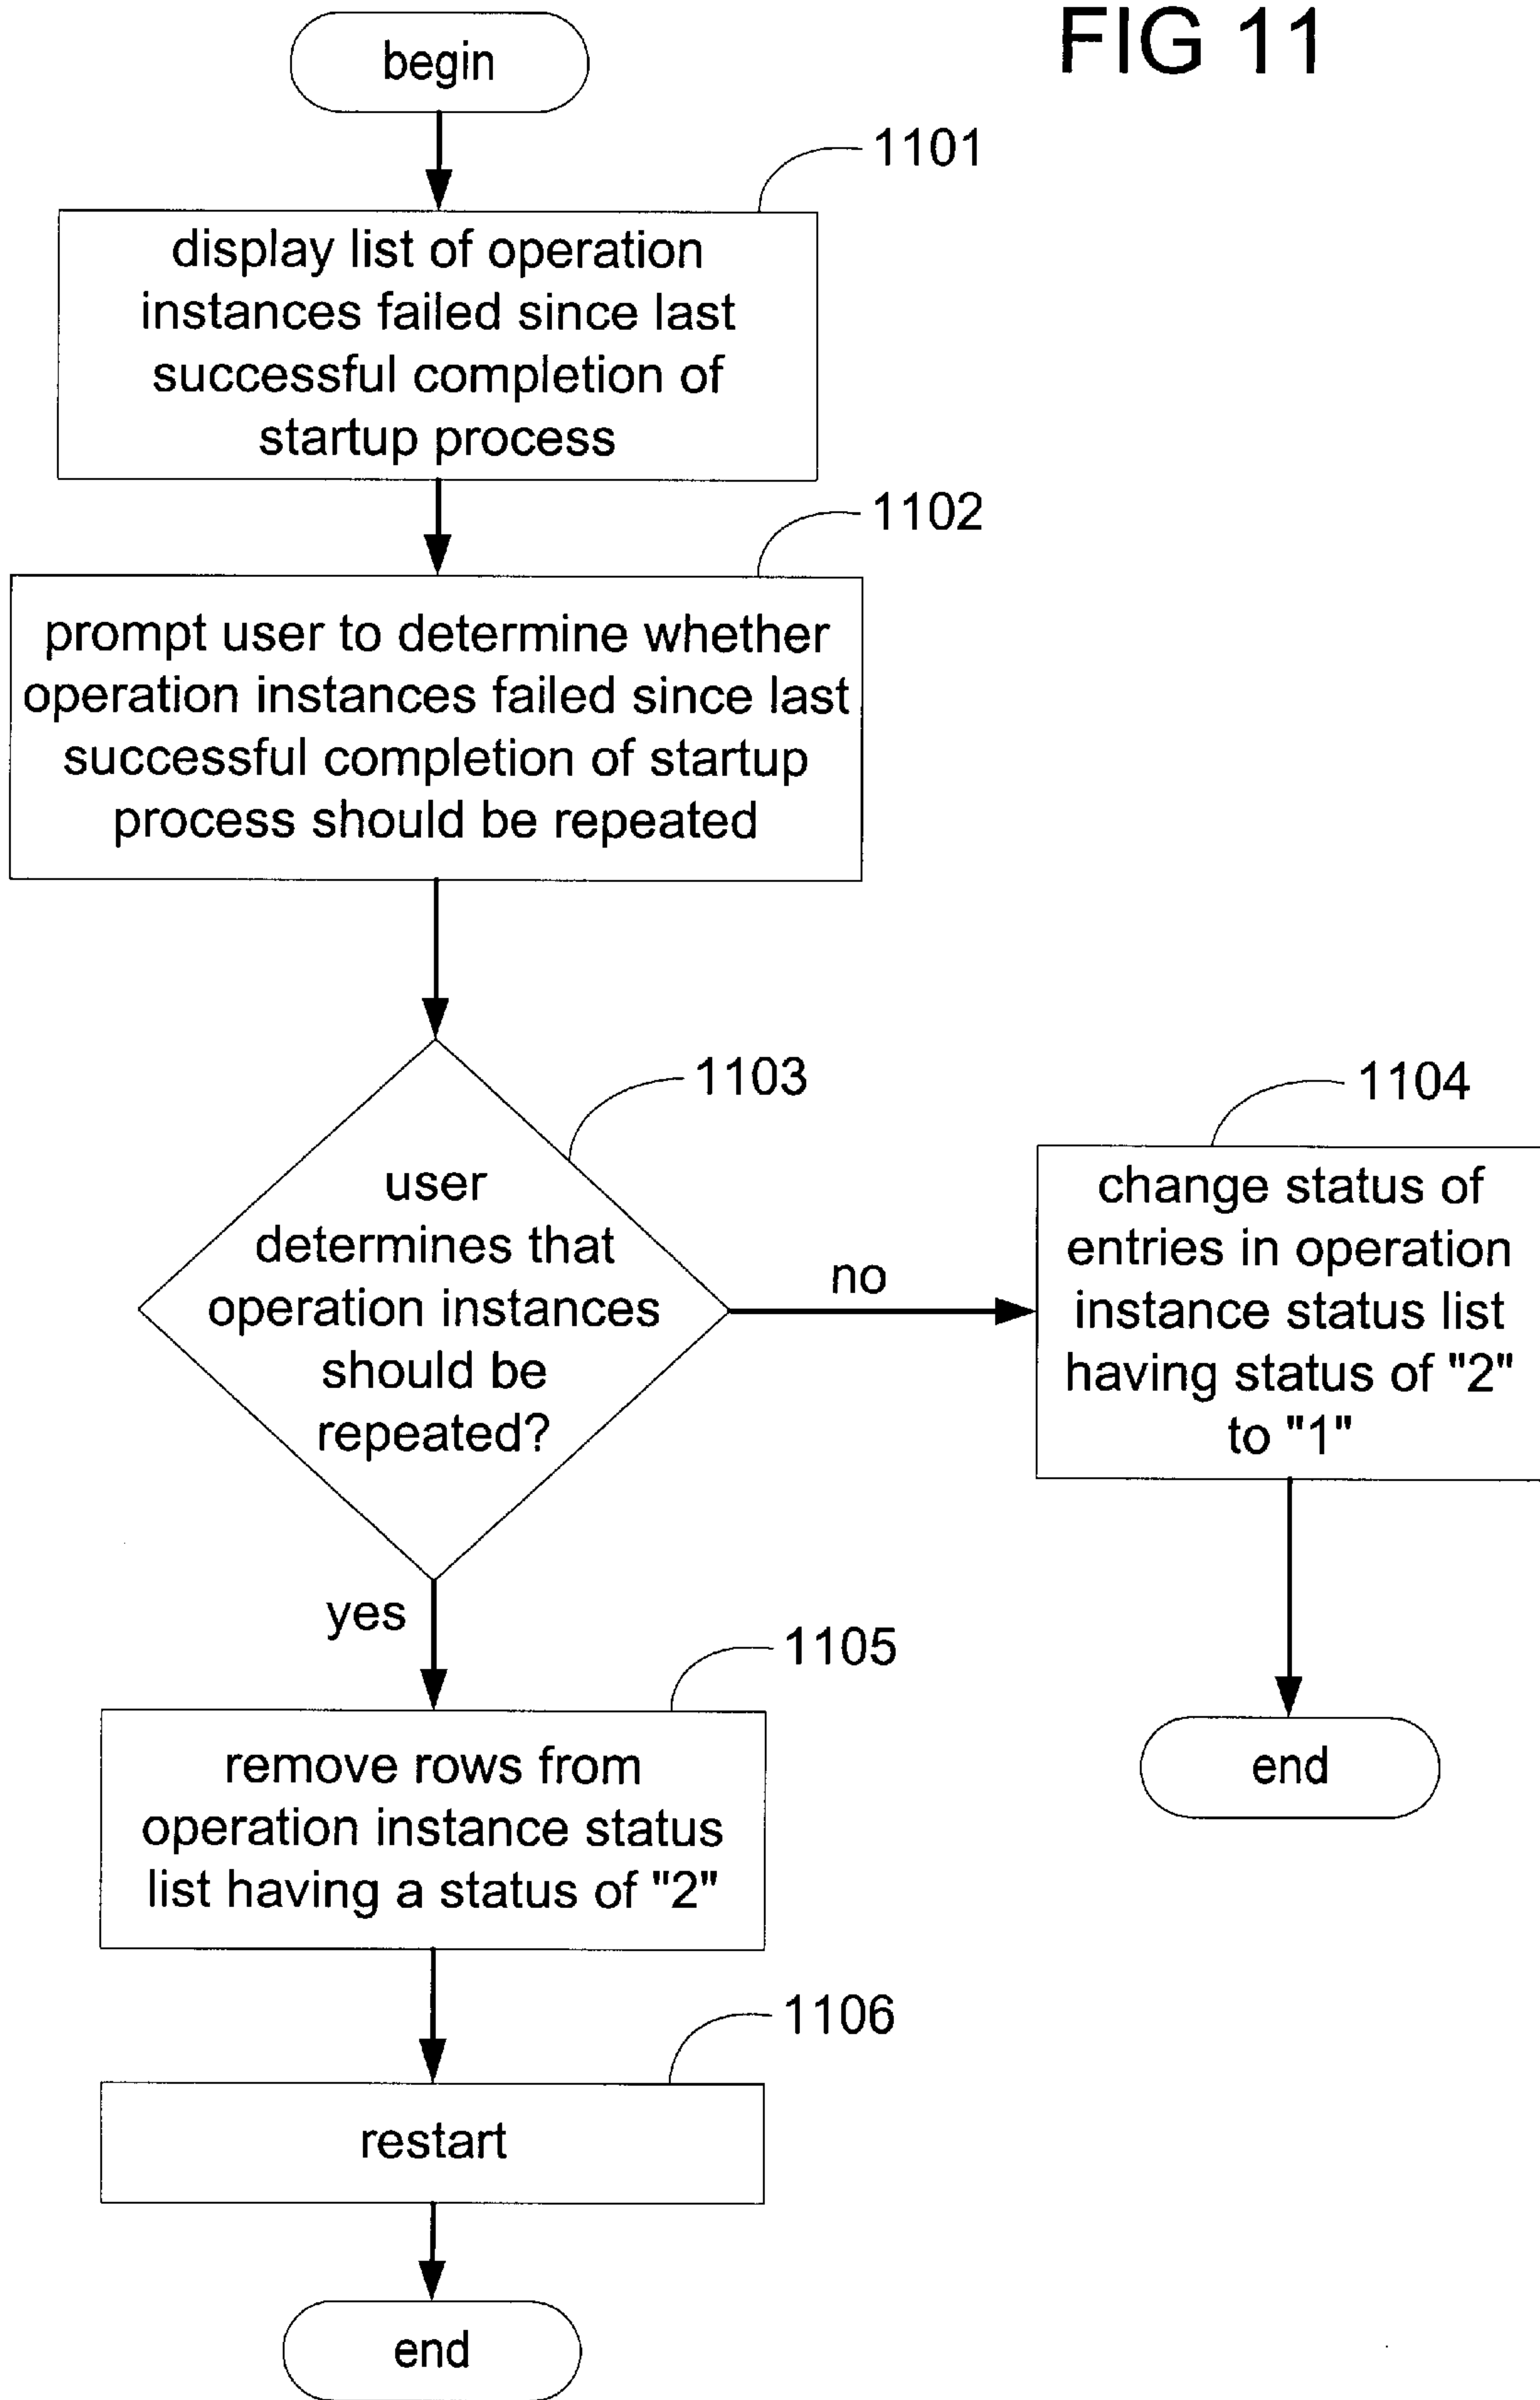 FIG 11
begin
1101
display list of operation
instances failed since last
successful completion of
startup process
1102
prompt user to determine whether
operation instances failed since last
successful completion of startup
process should be repeated
1103
user
determines that
operation instances
should be
repeated?
no
1104
change status of
entries in operation
instance status list
having status of "2"
to "1"
end
yes
1105
remove rows from
operation instance status
list having a status of "2"
1106
restart
end